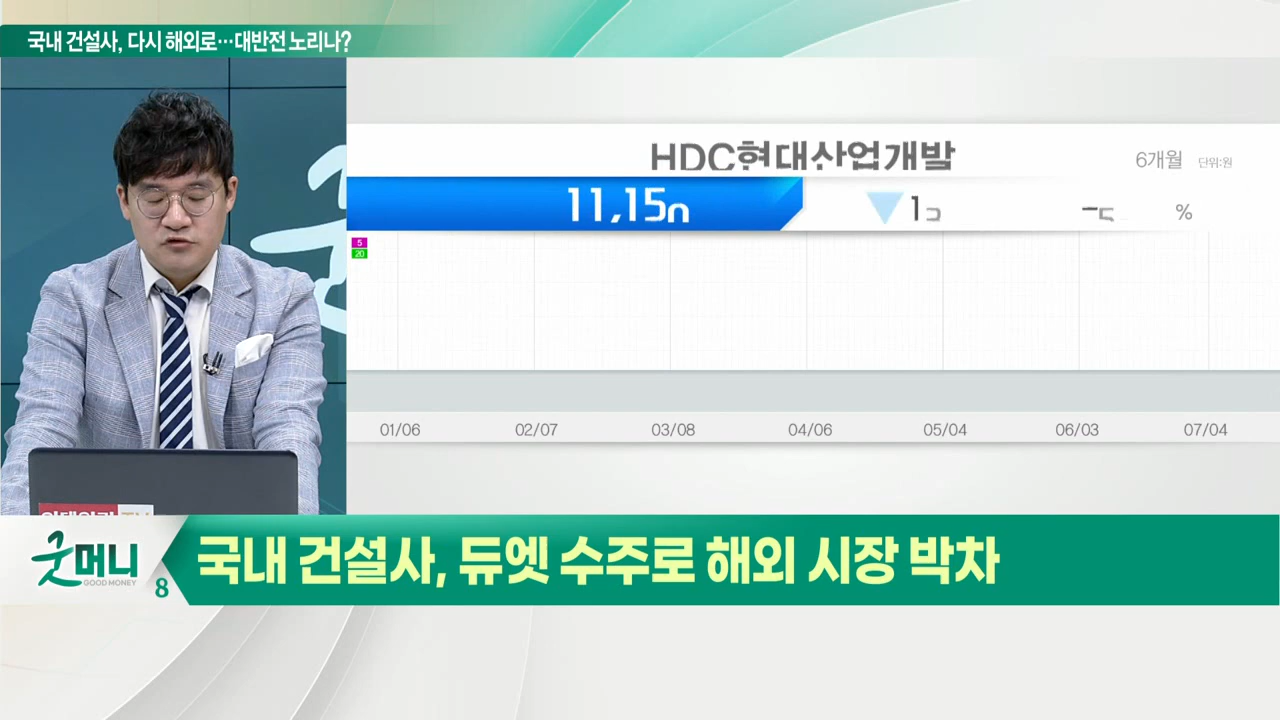 국내 건설사, 다시 해외로…대반전 노리나?
HDC현대산업개발
6개월 단위:원
%
5
20
01/06 02/07 03/08 04/06 05/04 06/03 07/04
굿머니
GOOD MONEY
8
국내 건설사, 듀엣 수주로 해외 시장 박차